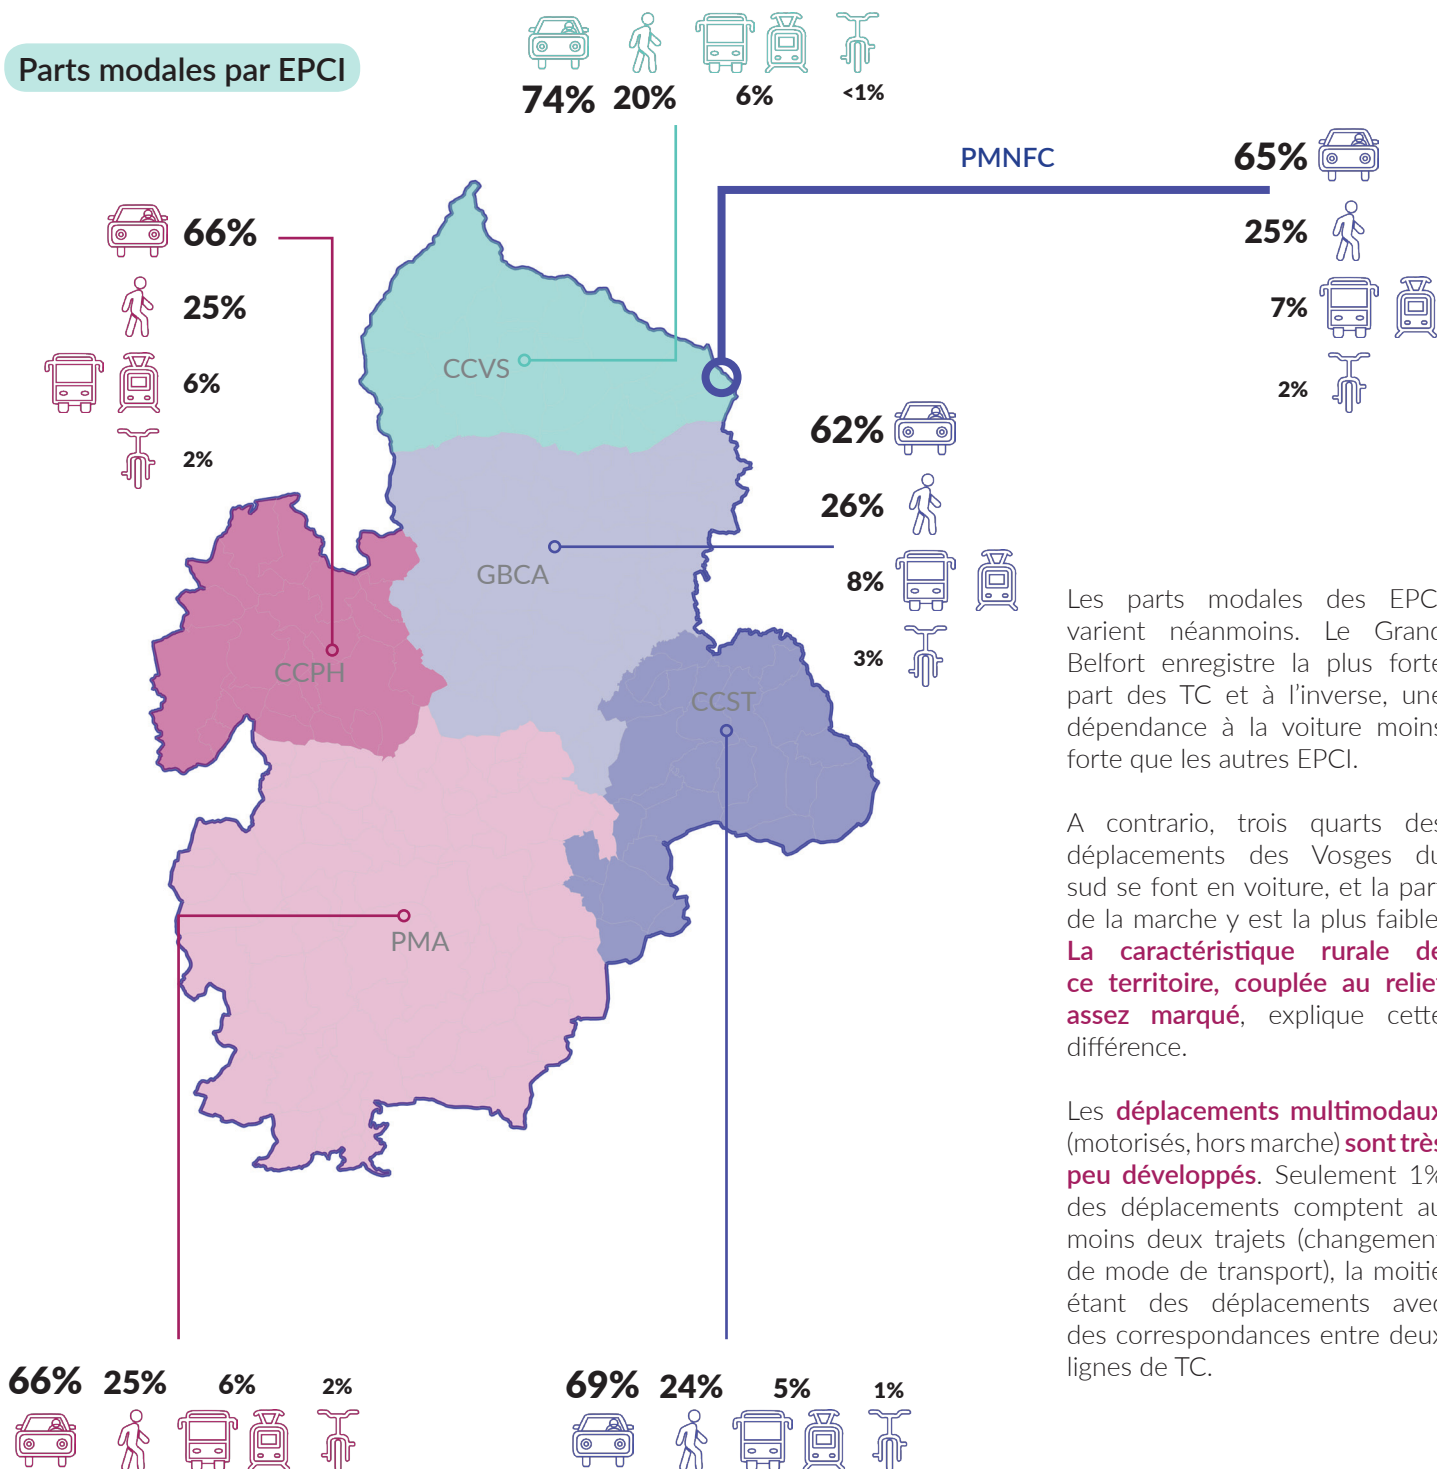 Parts modales par EPCI
74% 20% 6% <1%
PMNFC
65%
25%
7%
2%
66%
25%
6%
2%
CCVS
62%
26%
8%
3%
GBCA
CCPH
CCST
PMA
66% 25% 6% 2%
69% 24% 5% 1%
Les parts modales des EPCI
varient néanmoins. Le Grand
Belfort enregistre la plus forte
part des TC et à l’inverse, une
dépendance à la voiture moins
forte que les autres EPCI.
A contrario, trois quarts des
déplacements des Vosges du
sud se font en voiture, et la part
de la marche y est la plus faible.
La caractéristique rurale de
ce territoire, couplée au relief
assez marqué, explique cette
différence.
Les déplacements multimodaux
(motorisés, hors marche) sont très
peu développés. Seulement 1%
des déplacements comptent au
moins deux trajets (changement
de mode de transport), la moitié
étant des déplacements avec
des correspondances entre deux
lignes de TC.